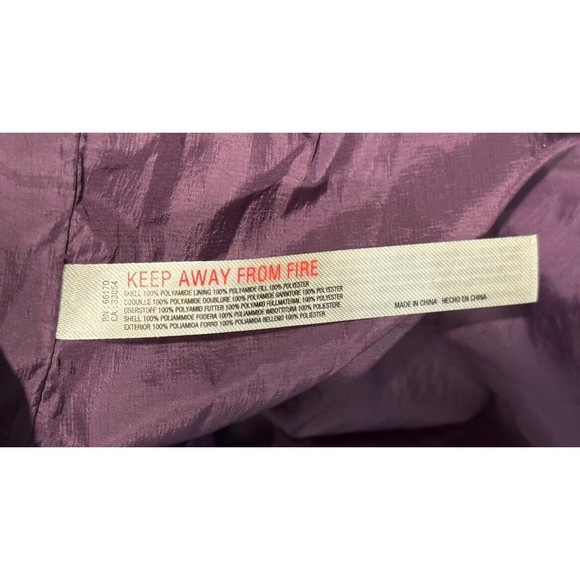 RN : 66170
CA : 33054
KEEP AWAY FROM FIRE
SHELL 100% POLYAMIDE LINING 100% POLYAMIDE FILL 100% POLYESTER
COQUILLE 100% POLYAMIDE DOUBLURE 100% POLYAMIDE GARNITURE 100% POLYESTER
OBERSTOFF 100% POLYAMID FUTTER 100% POLYAMID FÜLLMATERIAL 100% POLYESTER
SHELL 100% POLIAMMIDE FODERA 100% POLIAMMIDE IMBOTTITURA 100% POLIESTERE
EXTERIOR 100% POLIAMIDA FORRO 100% POLIAMIDA RELLENO 100% POLIÉSTER
MADE IN CHINA HECHO EN CHINA